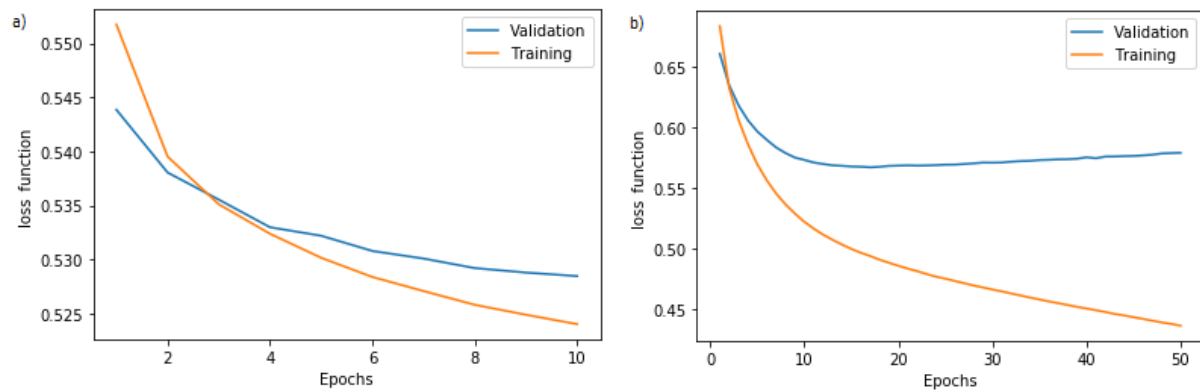 a)
Validation
Training
0.550
0.545
0.540
0.535
0.530
0.525
loss function
2
4
6
8
10
Epochs
b)
Validation
Training
0.65
0.60
0.55
0.50
0.45
loss function
0
10
20
30
40
50
Epochs